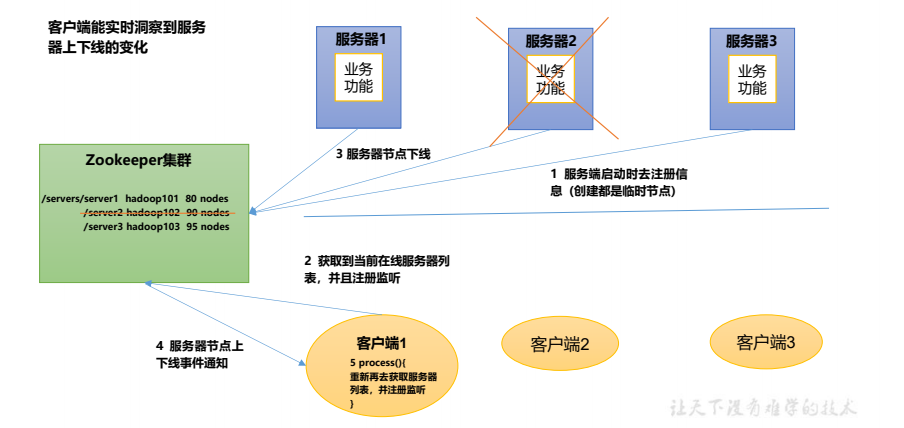 客户端能实时洞察到服务
器上下线的变化
服务器1
业务
功能
服务器2
业务
功能
服务器3
业务
功能
3 服务器节点下线
1 服务端启动时去注册信
息（创建都是临时节点）
Zookeeper集群
/servers/server1 hadoop101 80 nodes
/server2 hadoop102 90 nodes
/server3 hadoop103 95 nodes
2 获取到当前在线服务器列
表，并且注册监听
4 服务器节点上
下线事件通知
客户端1
5 process(){
重新再去获取服务器
列表，并注册监听
}
客户端2
客户端3
让天下没有难学的技术